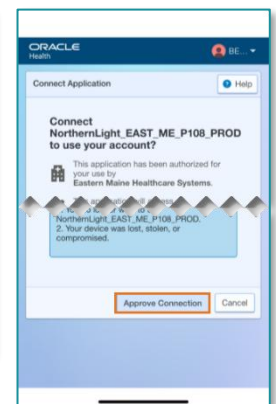 ORACLE
Health
BE...
Connect Application
Help
Connect
NorthernLight_EAST_ME_P108_PROD
to use your account?
This application has been authorized for
your use by
Eastern Maine Healthcare Systems.
NorthernLight_EAST_ME_P108_PROD.
2. Your device was lost, stolen, or
compromised.
Approve Connection
Cancel